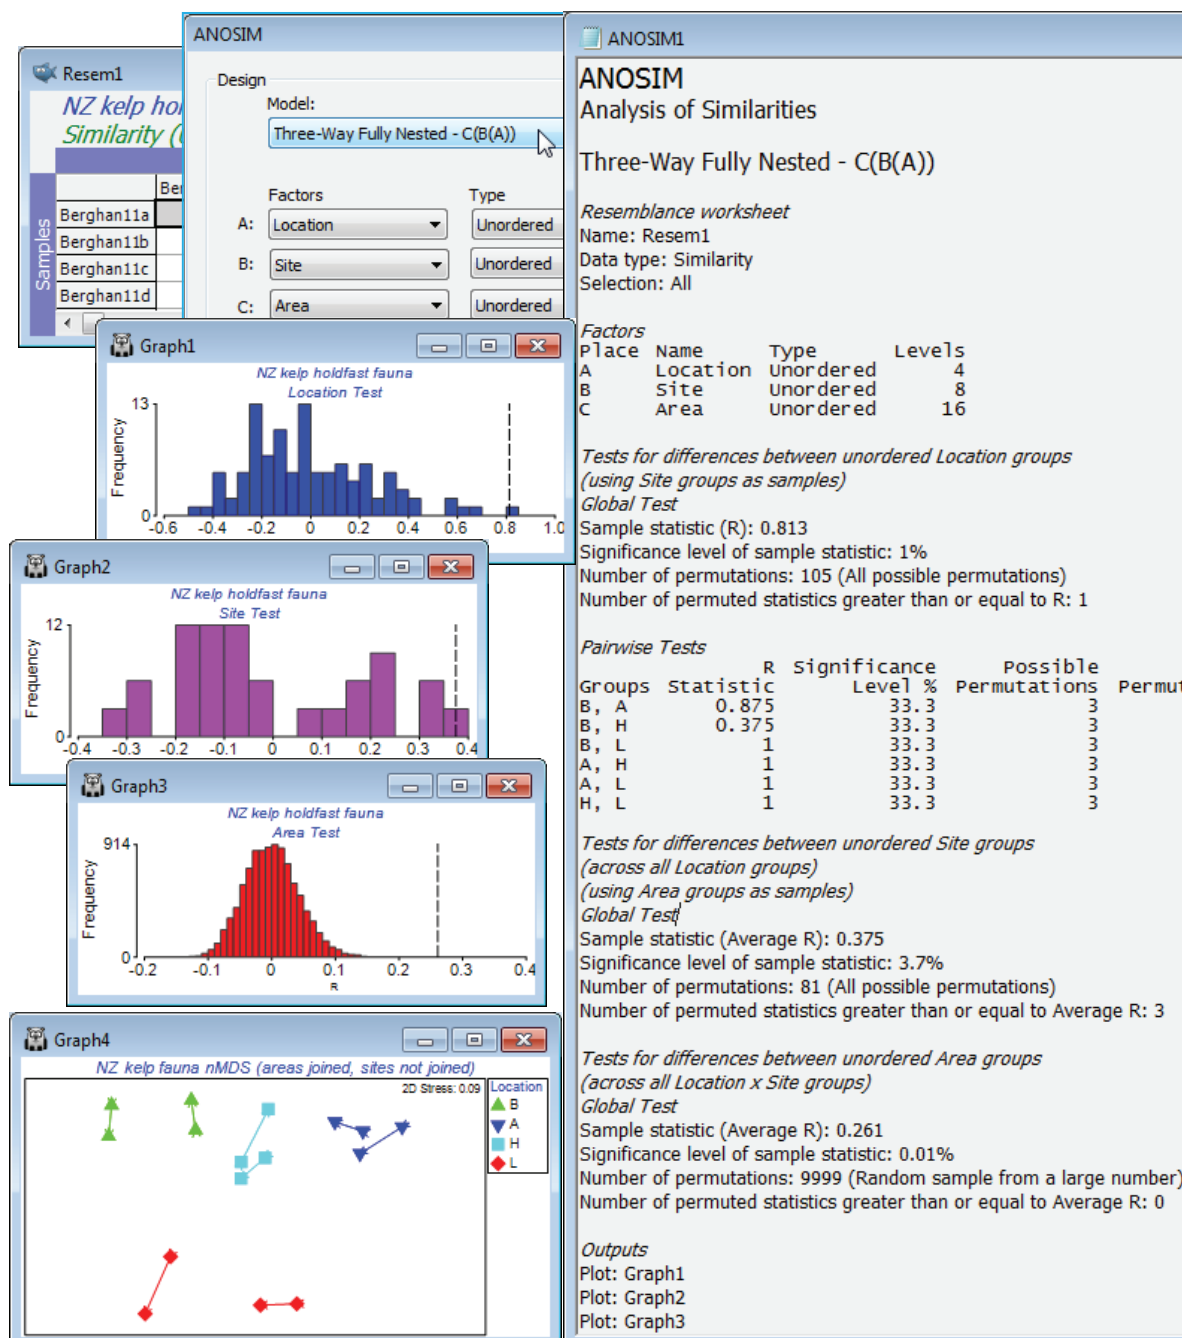 Resem1
NZ kelp hol
Similarity (
Samples
Ber
Berghan11a
Berghan11b
Berghan11c
Berghan11d
ANOSIM
Design
Model:
Three-Way Fully Nested - C(B(A))
Factors Type
A: Location Unordered
B: Site Unordered
C: Area Unordered
Graph1
NZ kelp holdfast fauna
Location Test
13
Frequency
0
-0.6 -0.4 -0.2 0 0.2 0.4 0.6 0.8 1.0
Graph2
NZ kelp holdfast fauna
Site Test
12
Frequency
0
-0.4 -0.3 -0.2 -0.1 0 0.1 0.2 0.3 0.4
Graph3
NZ kelp holdfast fauna
Area Test
914
Frequency
0
-0.2 -0.1 0 0.1 0.2 0.3 0.4
R
Graph4
NZ kelp fauna nMDS (areas joined, sites not joined)
2D Stress: 0.09
Location
B
A
H
L
ANOSIM1
ANOSIM
Analysis of Similarities
Three-Way Fully Nested - C(B(A))
Resemblance worksheet
Name: Resem1
Data type: Similarity
Selection: All
Factors
Place Name Type Levels
A Location Unordered 4
B Site Unordered 8
C Area Unordered 16
Tests for differences between unordered Location groups
(using Site groups as samples)
Global Test
Sample statistic (R): 0.813
Significance level of sample statistic: 1%
Number of permutations: 105 (All possible permutations)
Number of permuted statistics greater than or equal to R: 1
Pairwise Tests
R Significance Possible
Groups Statistic Level % Permutations Permut
B, A 0.875 33.3 3
B, H 0.375 33.3 3
B, L 1 33.3 3
A, H 1 33.3 3
A, L 1 33.3 3
H, L 1 33.3 3
Tests for differences between unordered Site groups
(across all Location groups)
(using Area groups as samples)
Global Test
Sample statistic (Average R): 0.375
Significance level of sample statistic: 3.7%
Number of permutations: 81 (All possible permutations)
Number of permuted statistics greater than or equal to Average R: 3
Tests for differences between unordered Area groups
(across all Location x Site groups)
Global Test
Sample statistic (Average R): 0.261
Significance level of sample statistic: 0.01%
Number of permutations: 9999 (Random sample from a large number)
Number of permuted statistics greater than or equal to Average R: 0
Outputs
Plot: Graph1
Plot: Graph2
Plot: Graph3